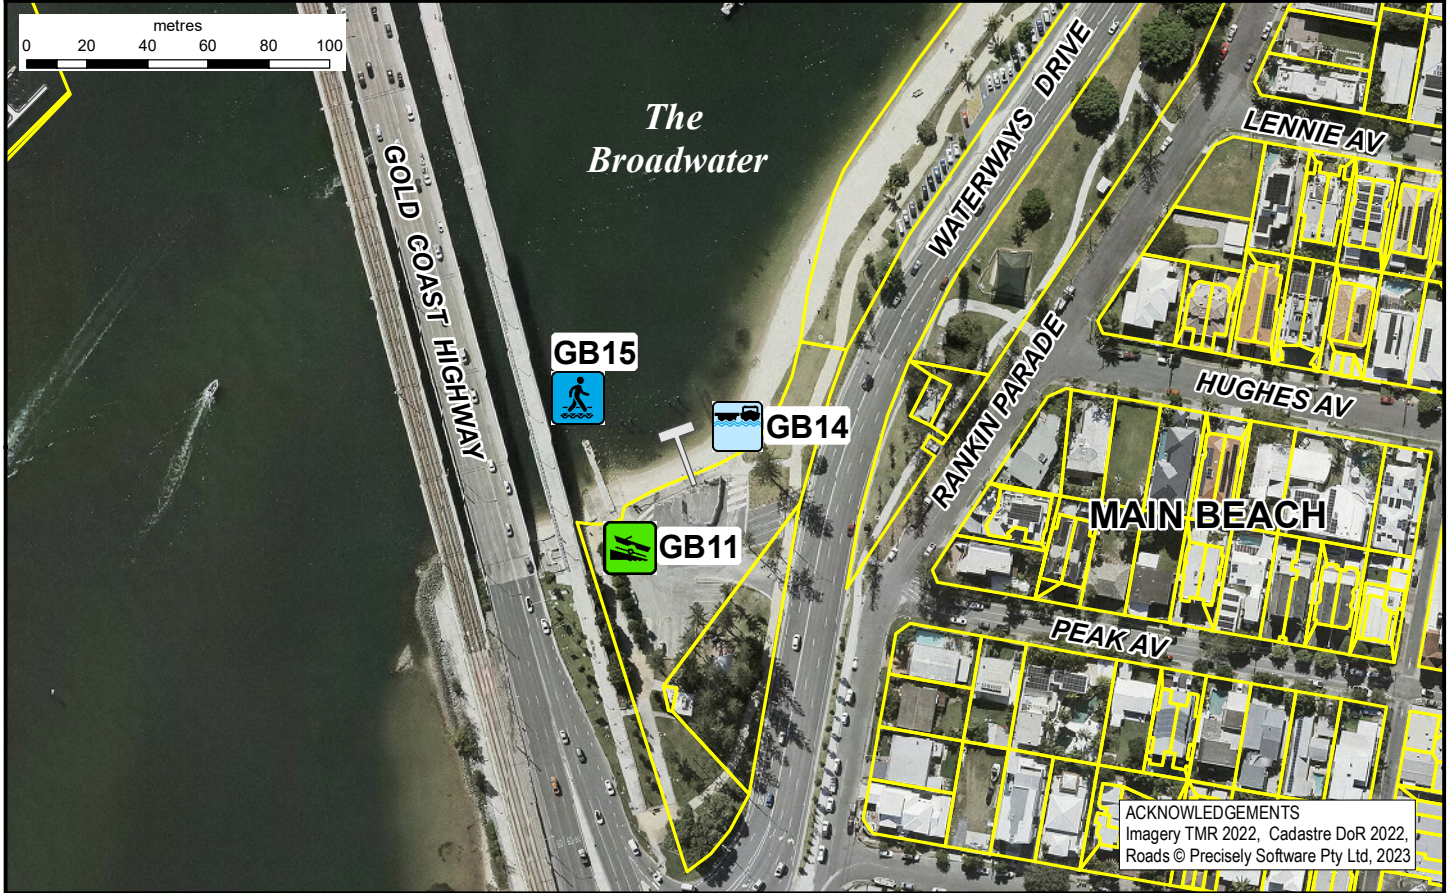 metres
0 20 40 60 80 100
The
Broadwater
WATERWAYS DRIVE
LENNIE AV
GOLD COAST HIGHWAY
GB15
HUGHES AV
GB14
RANKIN PARADE
MAIN BEACH
GB11
PEAK AV
ACKNOWLEDGEMENTS
Imagery TMR 2022, Cadastre DoR 2022,
Roads © Precisely Software Pty Ltd, 2023